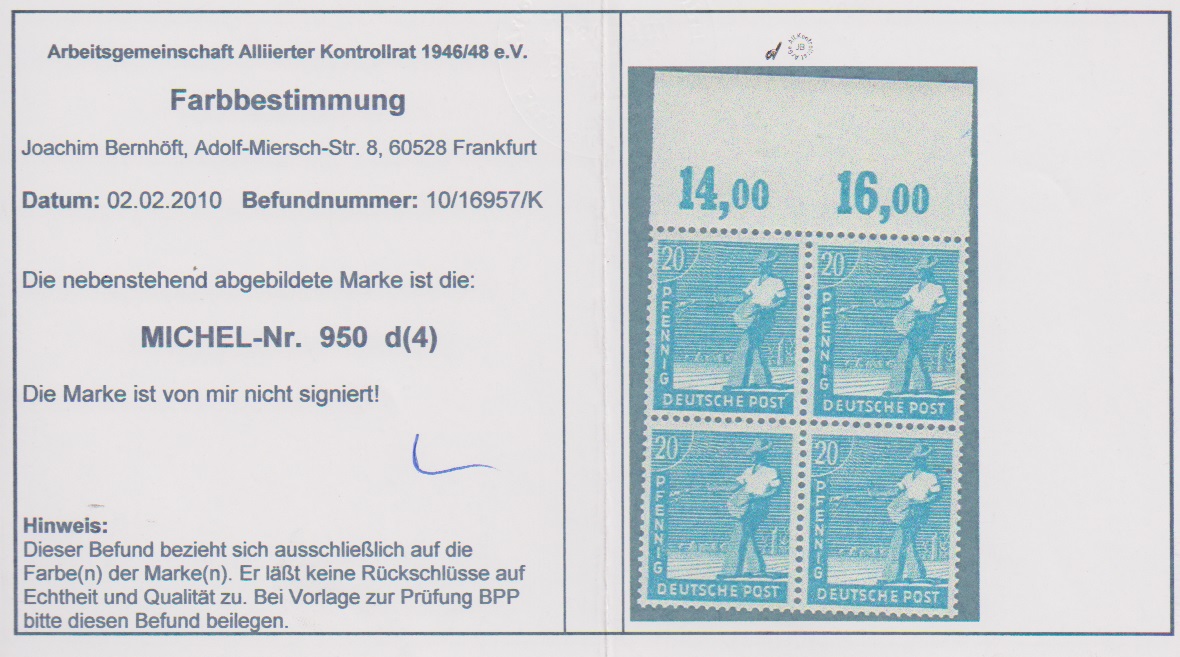 Arbeitsgemeinschaft Alliierter Kontrollrat 1946/48 e.V.
Farbbestimmung
Joachim Bernhöft, Adolf-Miersch-Str. 8, 60528 Frankfurt
Datum: 02.02.2010 Befundnummer: 10/16957/K
Die nebenstehend abgebildete Marke ist die:
MICHEL-Nr. 950 d(4)
Die Marke ist von mir nicht signiert!
Hinweis:
Dieser Befund bezieht sich ausschließlich auf die
Farbe(n) der Marke(n). Er läßt keine Rückschlüsse auf
Echtheit und Qualität zu. Bei Vorlage zur Prüfung BPP
bitte diesen Befund beilegen.
d
JB
14,00 16,00
20
PFENNIG
DEUTSCHE POST
20
PFENNIG
DEUTSCHE POST
20
PFENNIG
DEUTSCHE POST
20
PFENNIG
DEUTSCHE POST